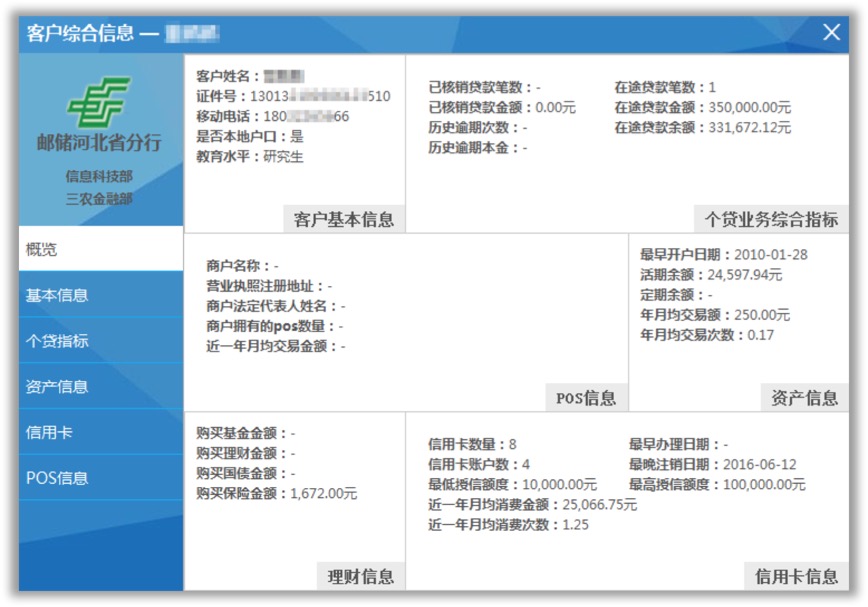 客户综合信息 —
邮储河北省分行
信息科技部
三农金融部
概览
基本信息
个贷指标
资产信息
信用卡
POS信息
客户姓名：
证件号：13013 510
移动电话：180 66
是否本地户口：是
教育水平：研究生
客户基本信息
已核销贷款笔数：-
已核销贷款金额：0.00元
历史逾期次数：-
历史逾期本金：-
在途贷款笔数：1
在途贷款金额：350,000.00元
在途贷款余额：331,672.12元
个贷业务综合指标
商户名称：-
营业执照注册地址：-
商户法定代表人姓名：-
商户拥有的pos数量：-
近一年月均交易金额：-
POS信息
最早开户日期：2010-01-28
活期余额：24,597.94元
定期余额：-
年月均交易额：250.00元
年月均交易次数：0.17
资产信息
购买基金金额：-
购买理财金额：-
购买国债金额：-
购买保险金额：1,672.00元
理财信息
信用卡数量：8
信用卡账户数：4
最低授信额度：10,000.00元
近一年月均消费金额：25,066.75元
近一年月均消费次数：1.25
最早办理日期：-
最晚注销日期：2016-06-12
最高授信额度：100,000.00元
信用卡信息